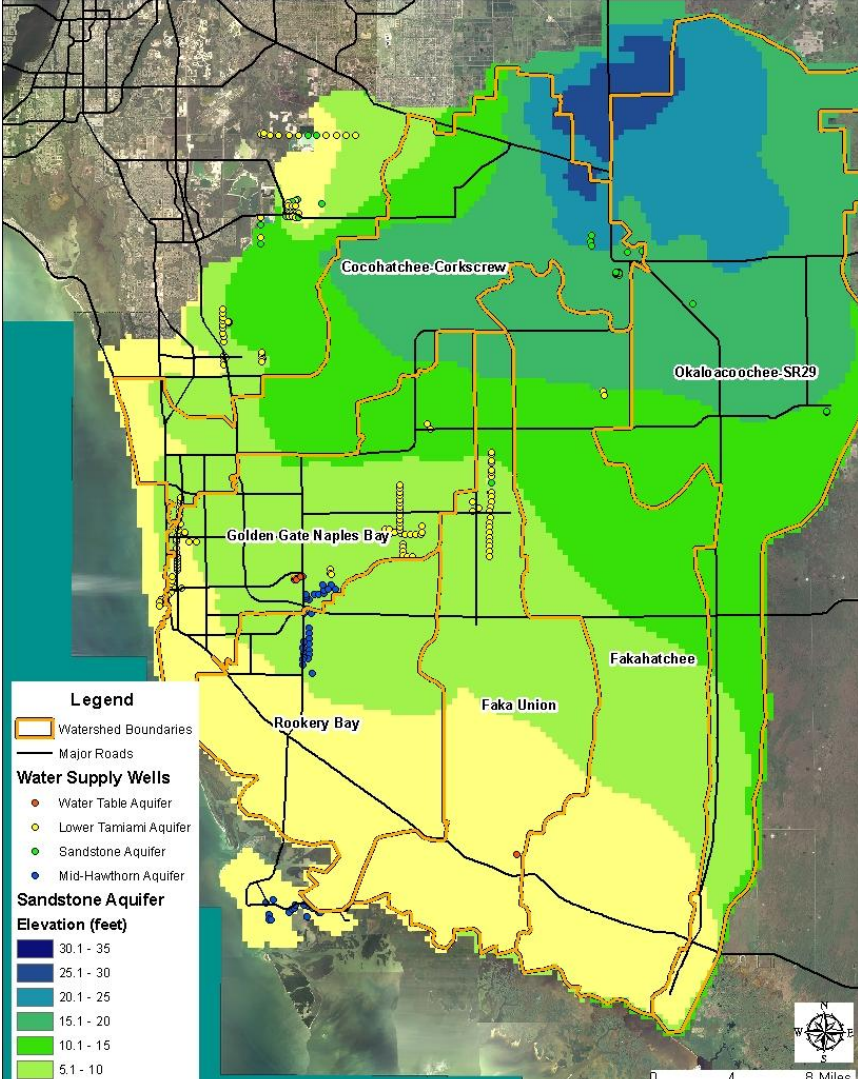 Cocohatchee-Corkscrew
Okaloacoochee-SR29
Golden Gate Naples Bay
Fakahatchee
Faka Union
Rookery Bay
Legend
Watershed Boundaries
Major Roads
Water Supply Wells
Water Table Aquifer
Lower Tamiami Aquifer
Sandstone Aquifer
Mid-Hawthorn Aquifer
Sandstone Aquifer
Elevation (feet)
30.1 - 35
25.1 - 30
20.1 - 25
15.1 - 20
10.1 - 15
5.1 - 10
N
W E
S
0 4 8 Miles